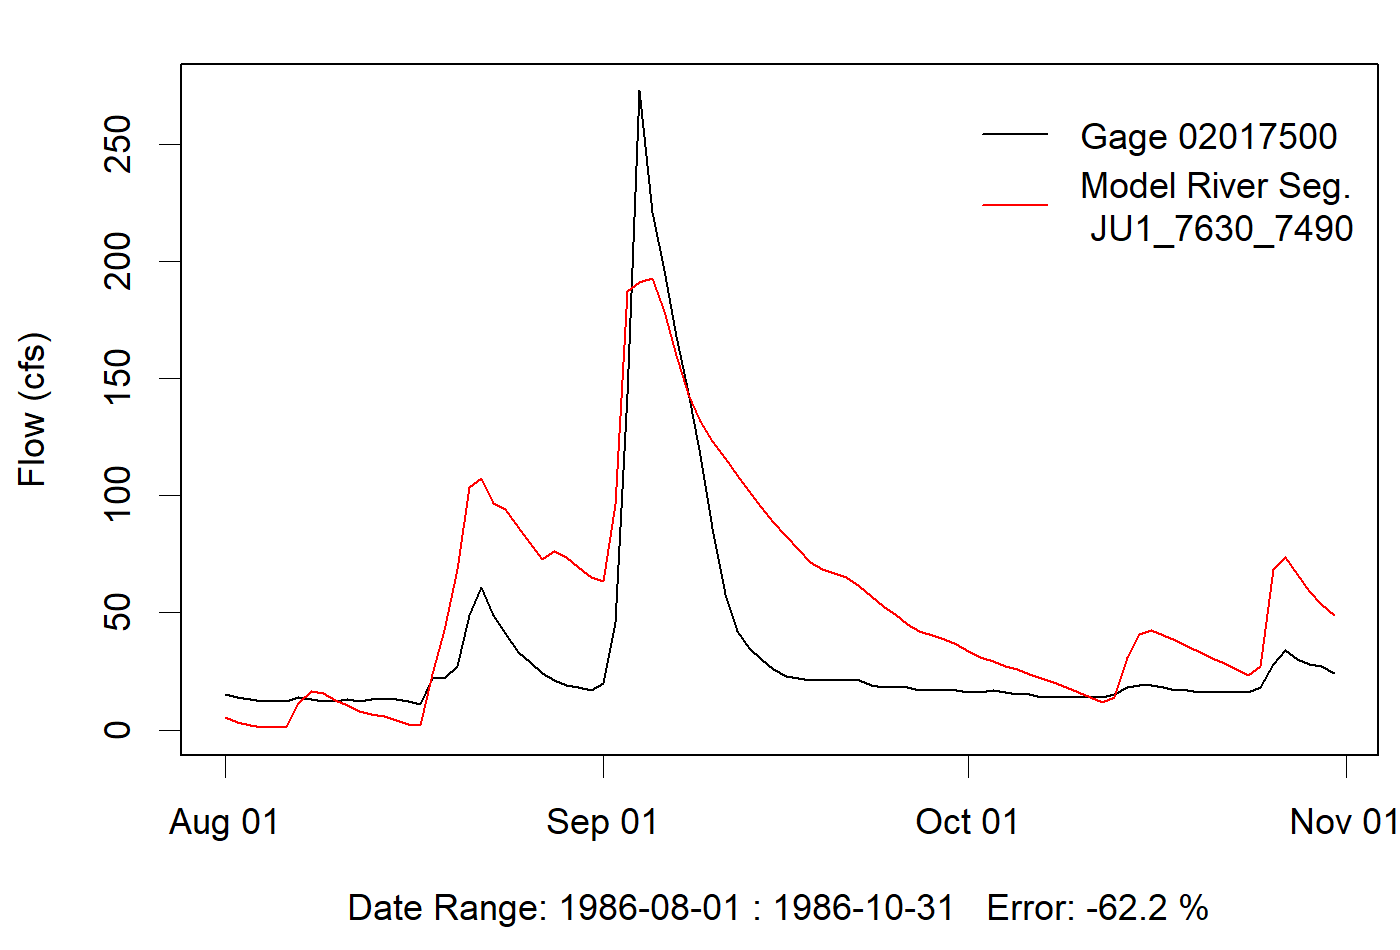 Gage 02017500
Model River Seg.
JU1_7630_7490
Flow (cfs)
250
200
150
100
50
0
Aug 01 Sep 01 Oct 01 Nov 01
Date Range: 1986-08-01 : 1986-10-31 Error: -62.2 %